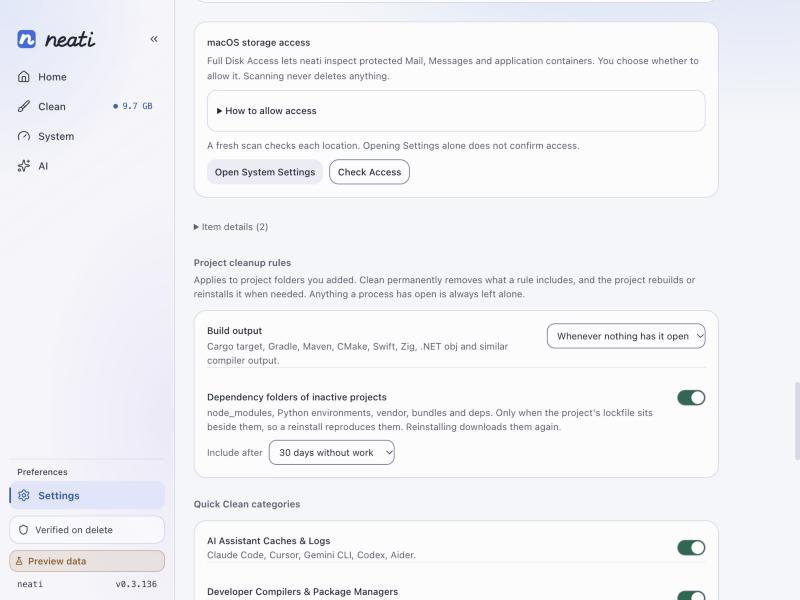 neati
«
Home
Clean
9.7 GB
System
AI
Preferences
Settings
Verified on delete
Preview data
neati
v0.3.136
macOS storage access
Full Disk Access lets neati inspect protected Mail, Messages and application containers. You choose whether to
allow it. Scanning never deletes anything.
How to allow access
A fresh scan checks each location. Opening Settings alone does not confirm access.
Open System Settings
Check Access
Item details (2)
Project cleanup rules
Applies to project folders you added. Clean permanently removes what a rule includes, and the project rebuilds or
reinstalls it when needed. Anything a process has open is always left alone.
Build output
Whenever nothing has it open
Cargo target, Gradle, Maven, CMake, Swift, Zig, .NET obj and similar
compiler output.
Dependency folders of inactive projects
node_modules, Python environments, vendor, bundles and deps. Only when the project's lockfile sits
beside them, so a reinstall reproduces them. Reinstalling downloads them again.
Include after
30 days without work
Quick Clean categories
AI Assistant Caches & Logs
Claude Code, Cursor, Gemini CLI, Codex, Aider.
Developer Compilers & Package Managers